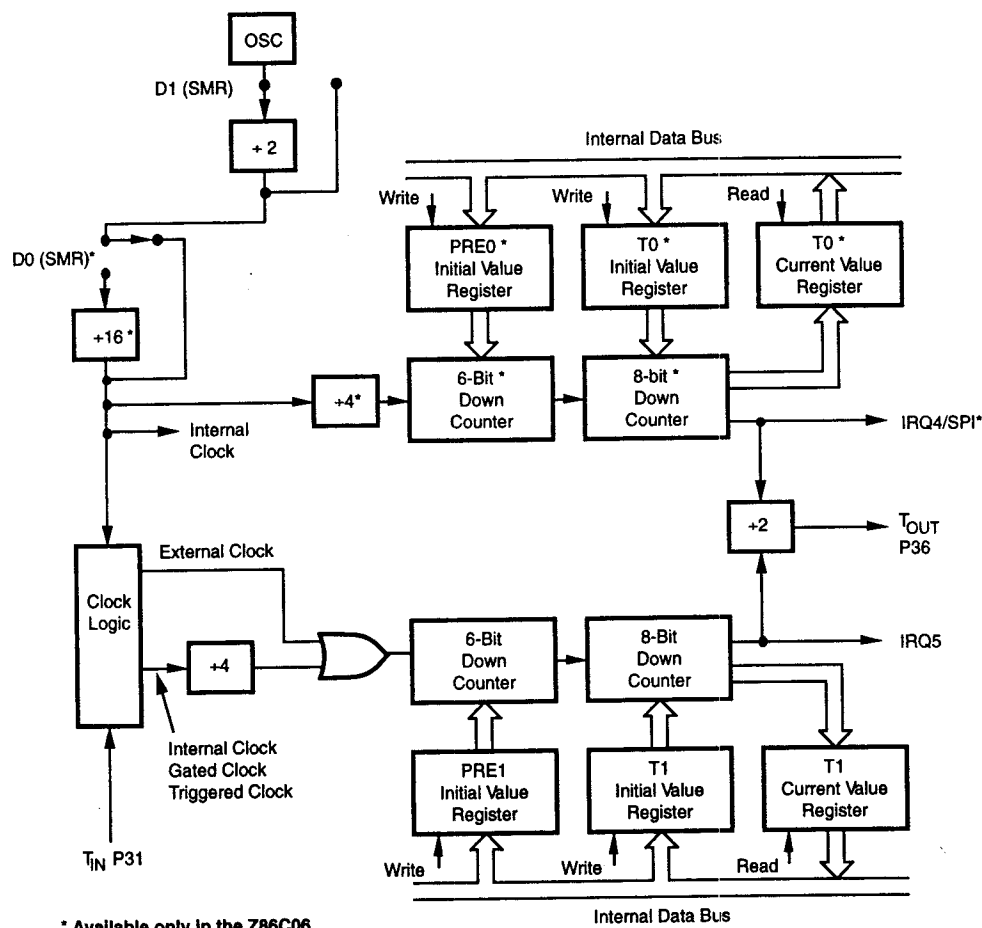 OSC
D1 (SMR)
÷ 2
Internal Data Bus
Write
Write
Read
D0 (SMR)*
PRE0 *
Initial Value
Register
T0 *
Initial Value
Register
T0 *
Current Value
Register
÷16 *
÷4*
6-Bit *
Down
Counter
8-bit *
Down
Counter
IRQ4/SPI*
Internal
Clock
÷2
TOUT
P36
External Clock
Clock
Logic
÷4
6-Bit
Down
Counter
8-Bit
Down
Counter
IRQ5
Internal Clock
Gated Clock
Triggered Clock
PRE1
Initial Value
Register
T1
Initial Value
Register
T1
Current Value
Register
TIN P31
Write
Write
Read
Internal Data Bus
* Available only in the Z86C06